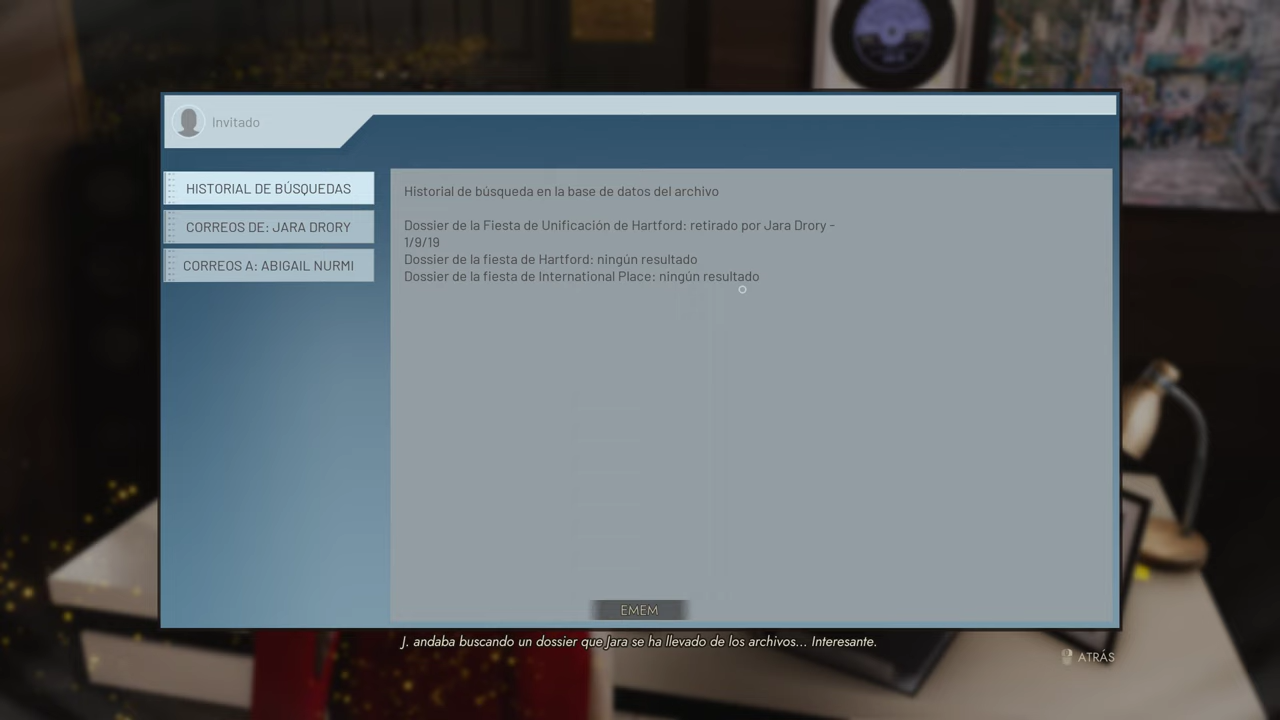 Invitado
HISTORIAL DE BÚSQUEDAS
CORREOS DE: JARA DRORY
CORREOS A: ABIGAIL NURMI
Historial de búsqueda en la base de datos del archivo
Dossier de la Fiesta de Unificación de Hartford: retirado por Jara Drory -
1/9/19
Dossier de la fiesta de Hartford: ningún resultado
Dossier de la fiesta de International Place: ningún resultado
EMEM
J. andaba buscando un dossier que Jara se ha llevado de los archivos... Interesante.
ATRÁS